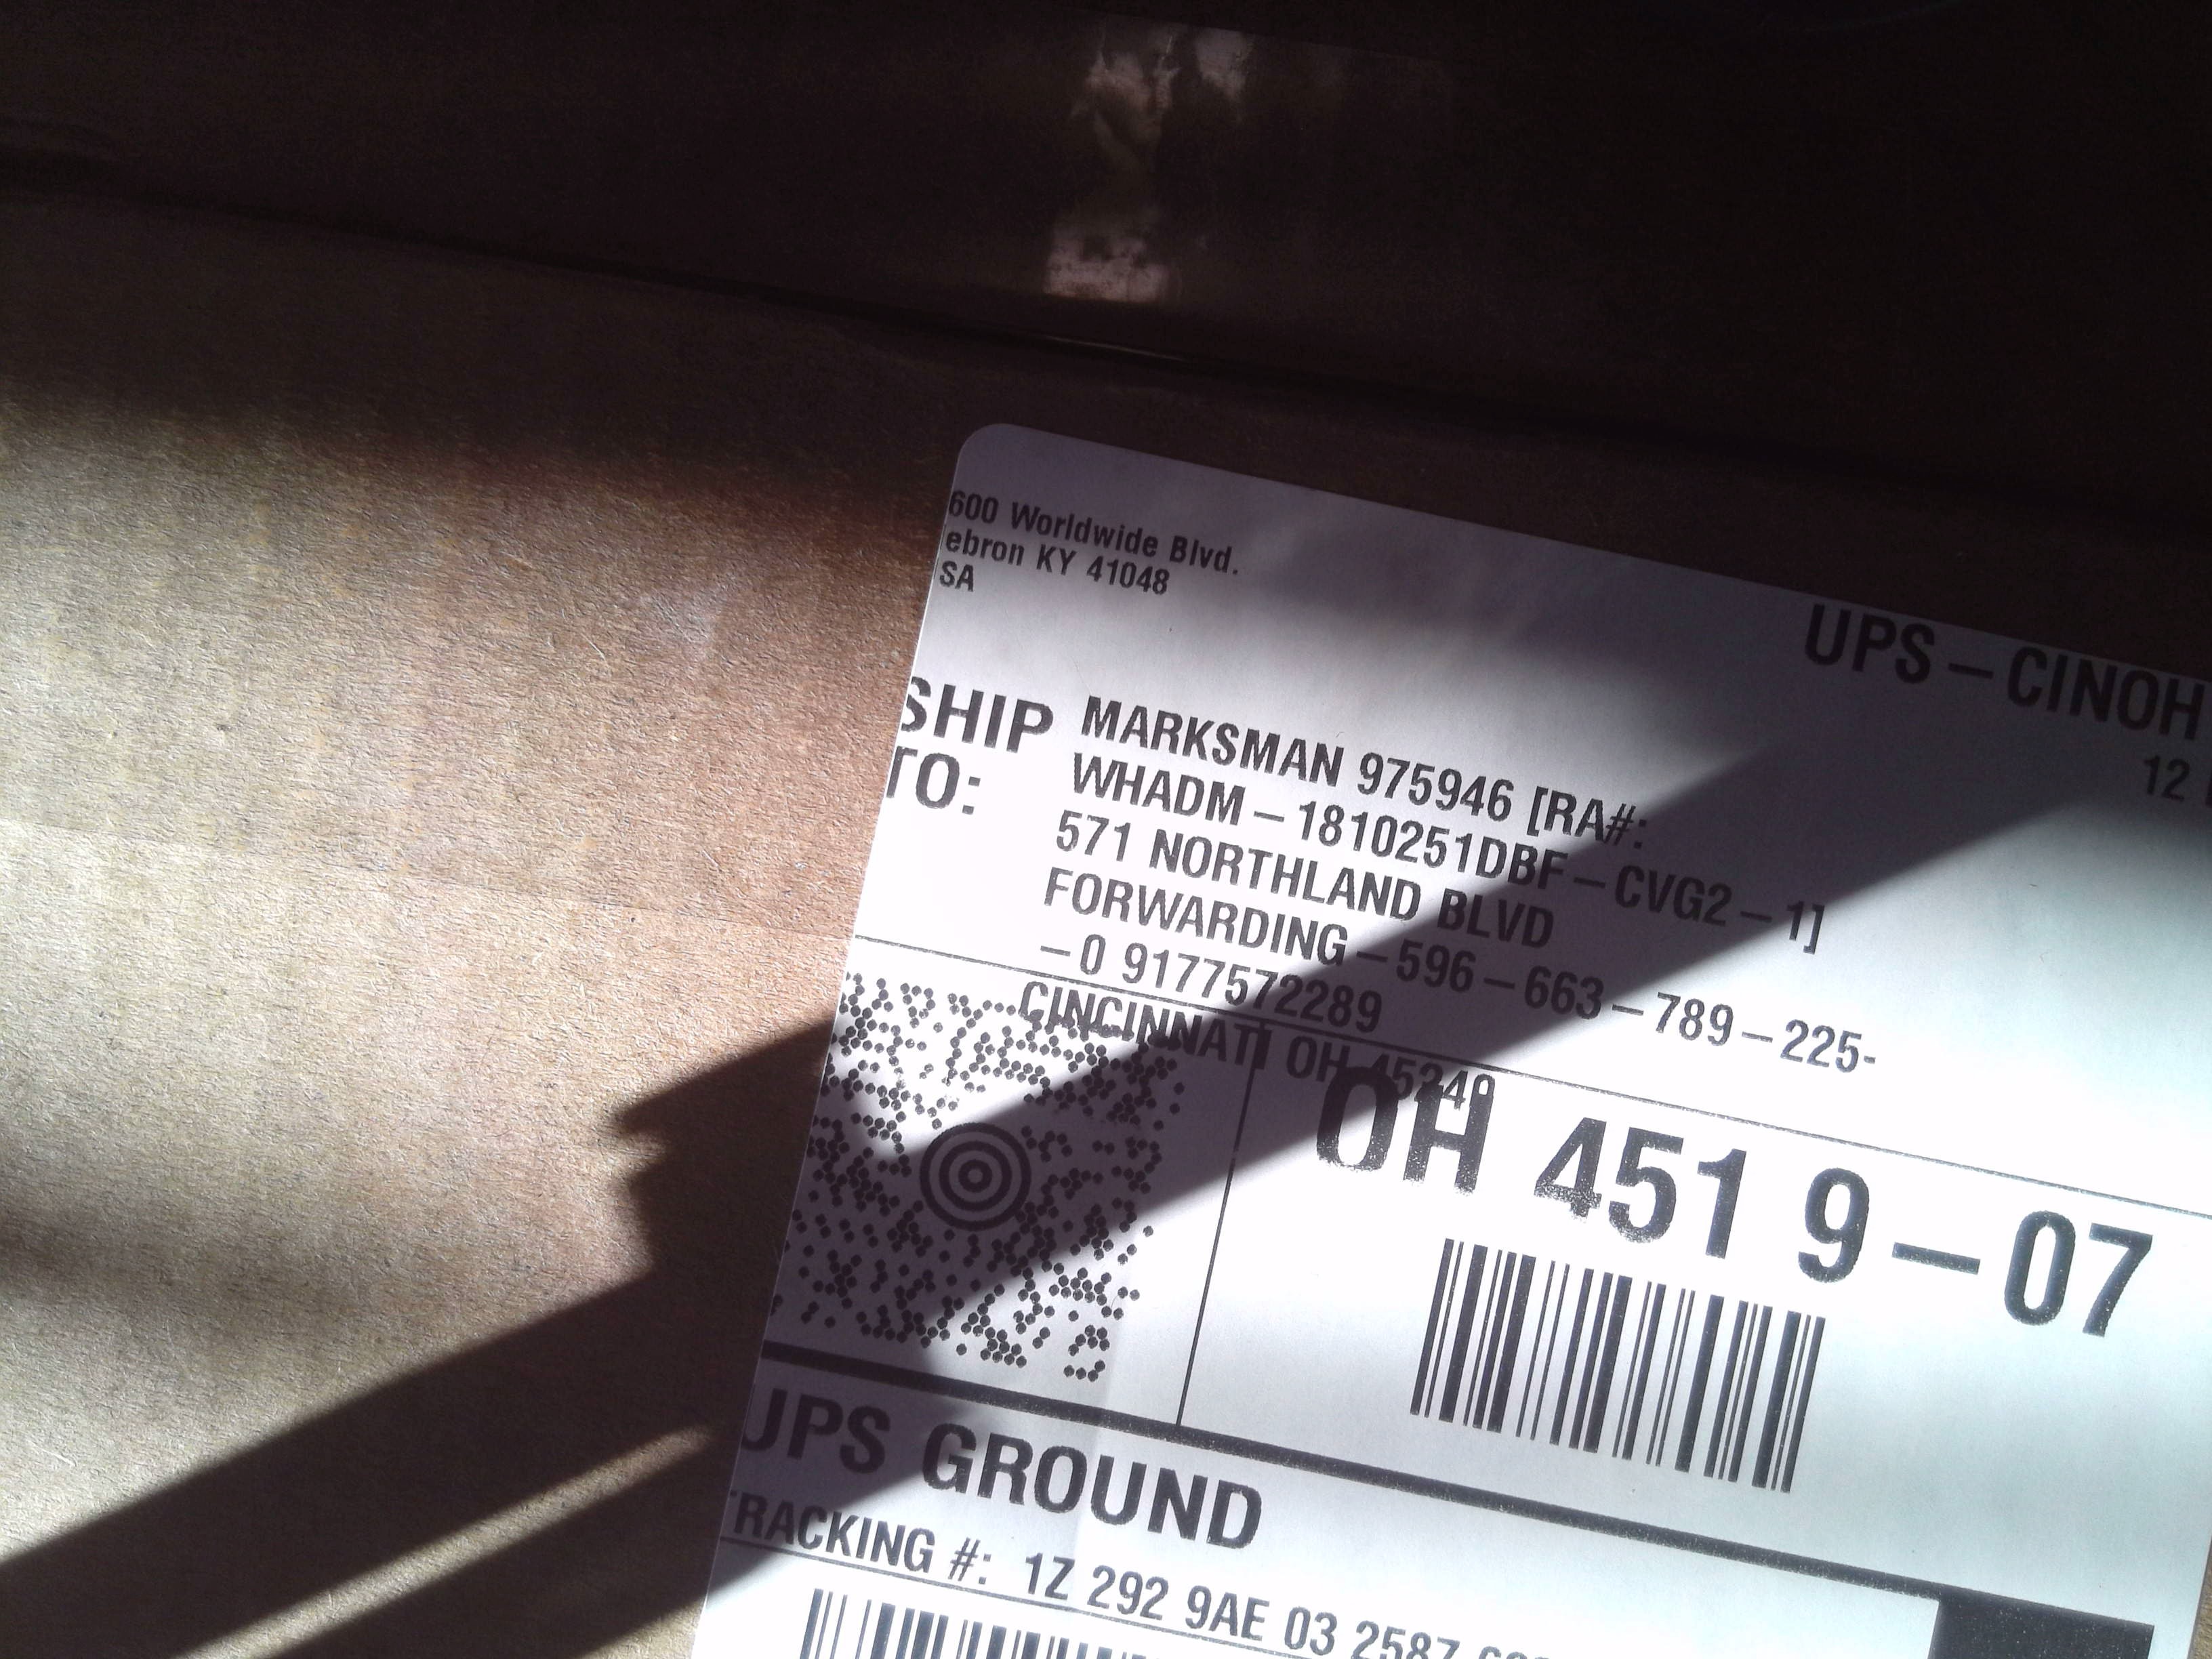 600 Worldwide Blvd.
ebron KY 41048
SA
UPS – CINOH
12
SHIP TO:
MARKSMAN 975946 [RA#:
WHADM – 1810251DBF – CVG2 – 1]
571 NORTHLAND BLVD
FORWARDING – 596 – 663 – 789 – 225-
– 0 9177572289
CINCINNATI OH 45240
OH 451 9 – 07
UPS GROUND
TRACKING #: 1Z 292 9AE 03 2587